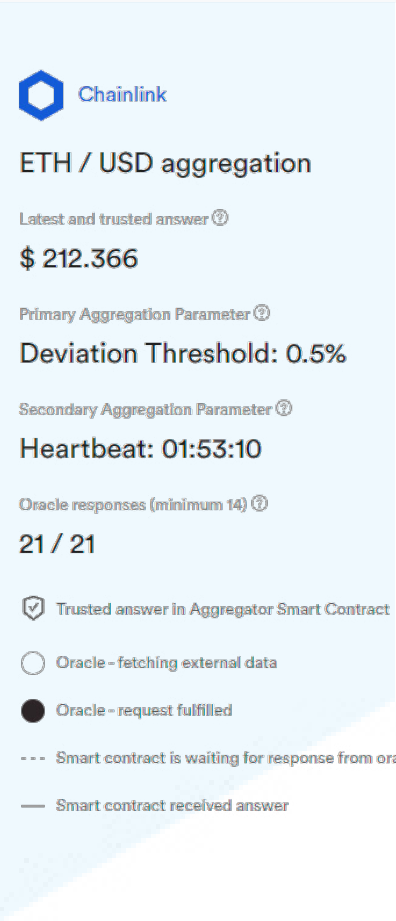 Chainlink
ETH / USD aggregation
Latest and trusted answer
$ 212.366
Primary Aggregation Parameter
Deviation Threshold: 0.5%
Secondary Aggregation Parameter
Heartbeat: 01:53:10
Oracle responses (minimum 14)
21 / 21
Trusted answer in Aggregator Smart Contract
Oracle - fetching external data
Oracle - request fulfilled
Smart contract is waiting for response from
Smart contract received answer